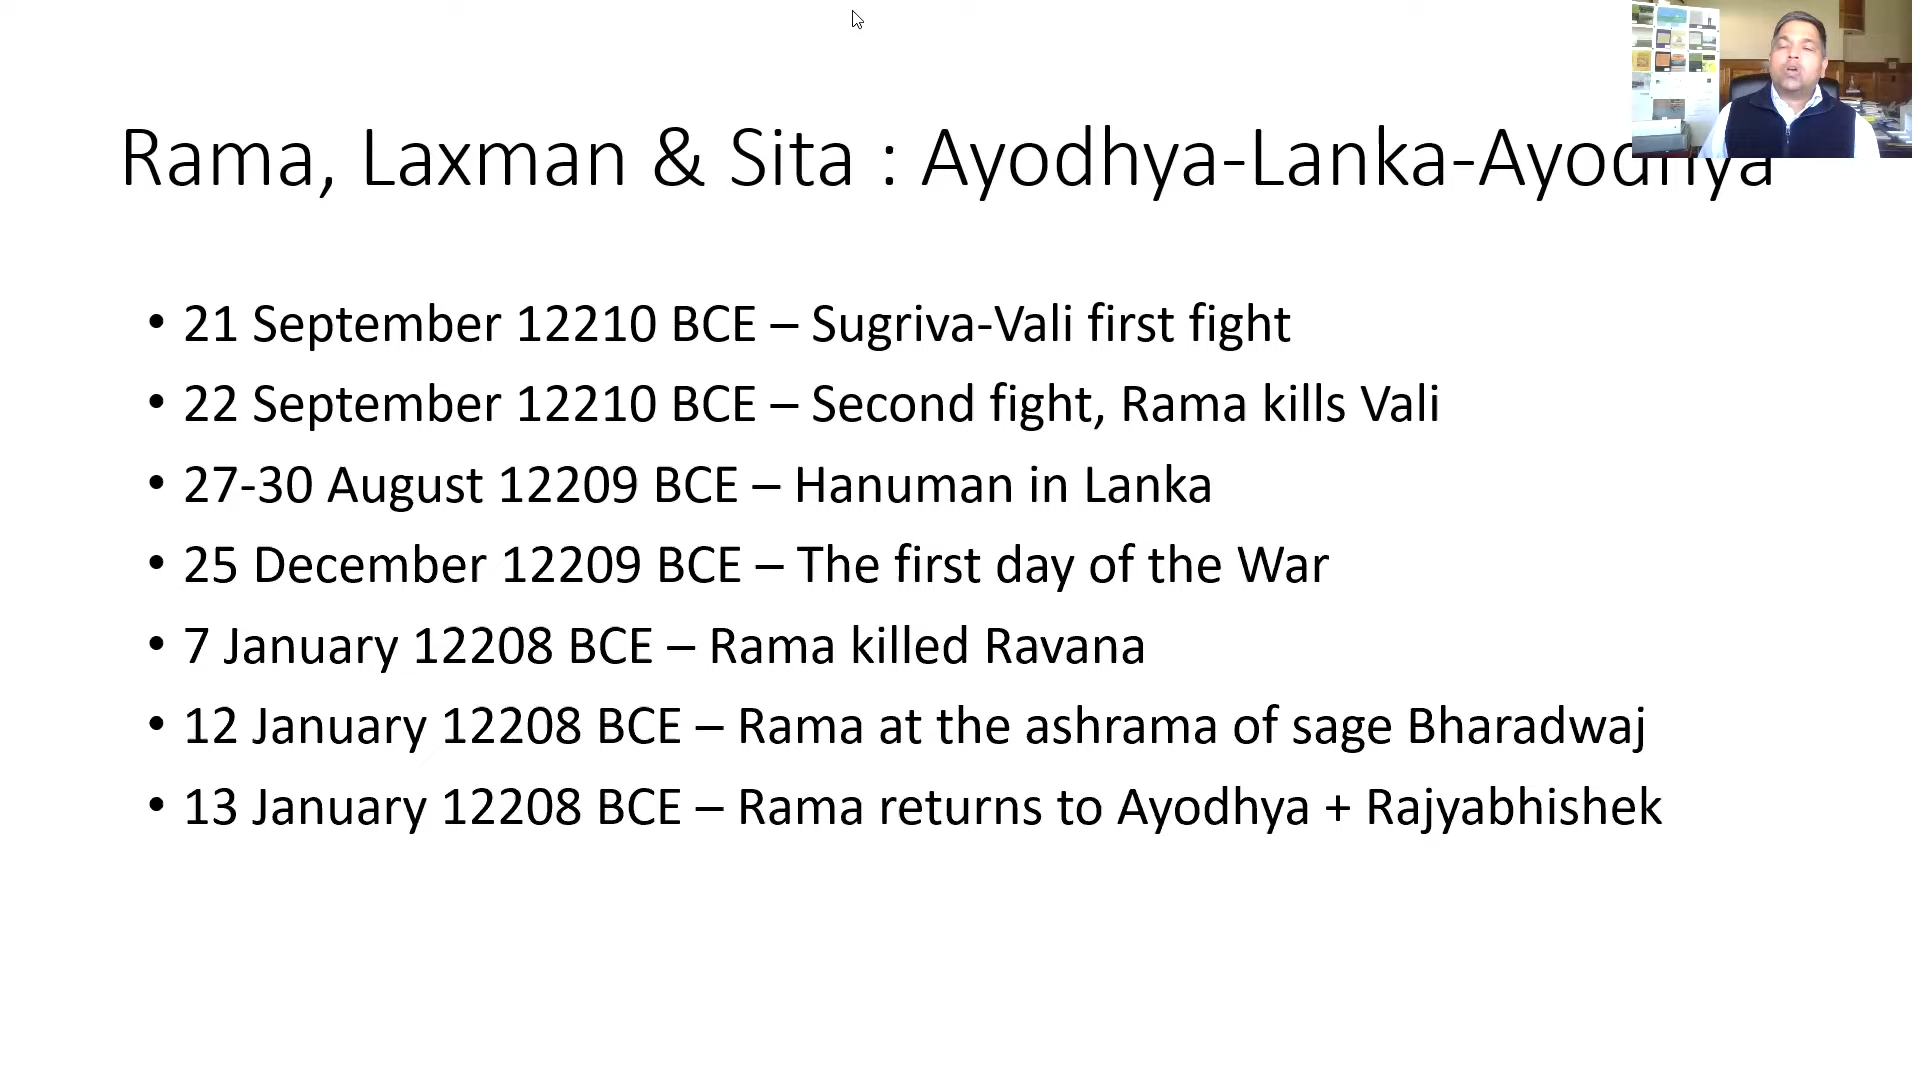 Rama, Laxman & Sita : Ayodhya-Lanka-Ayodhya
• 21 September 12210 BCE – Sugriva-Vali first fight
• 22 September 12210 BCE – Second fight, Rama kills Vali
• 27-30 August 12209 BCE – Hanuman in Lanka
• 25 December 12209 BCE – The first day of the War
• 7 January 12208 BCE – Rama killed Ravana
• 12 January 12208 BCE – Rama at the ashrama of sage Bharadwaj
• 13 January 12208 BCE – Rama returns to Ayodhya + Rajyabhishek